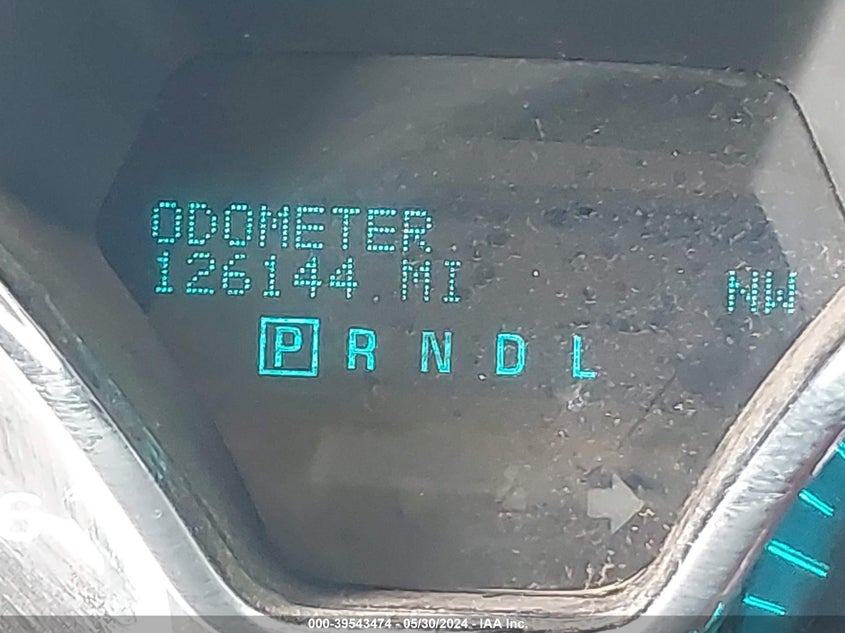 ODOMETER
126144 MI NW
P R N D L
000-39543474 - 05/30/2024 - IAA Inc.